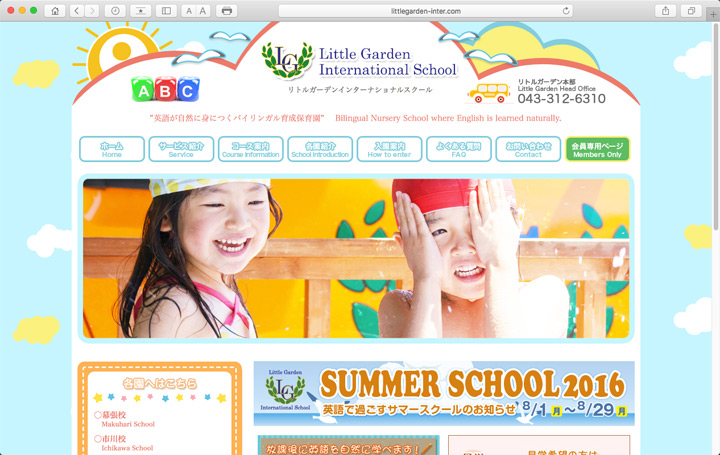 littlegarden-inter.com
A A
Little Garden
International School
リトルガーデンインターナショナルスクール
ABC
リトルガーデン本部
Little Garden Head Office
043-312-6310
"英語が自然に身につくバイリンガル育成保育園" Bilingual Nursery School where English is learned naturally.
ホーム
Home
サービス紹介
Service
コース案内
Course Information
各園紹介
School Introduction
入園案内
How to enter
よくある質問
FAQ
お問い合わせ
Contact
会員専用ページ
Members Only
各園へはこちら
〇幕張校
Makuhari School
〇市川校
Ichikawa School
Little Garden
LG
International School
SUMMER SCHOOL 2016
英語で過ごすサマースクールのお知らせ 8/1 月 〜8/29 月
放課後に英語を自然に学べます!
見学希望の方は